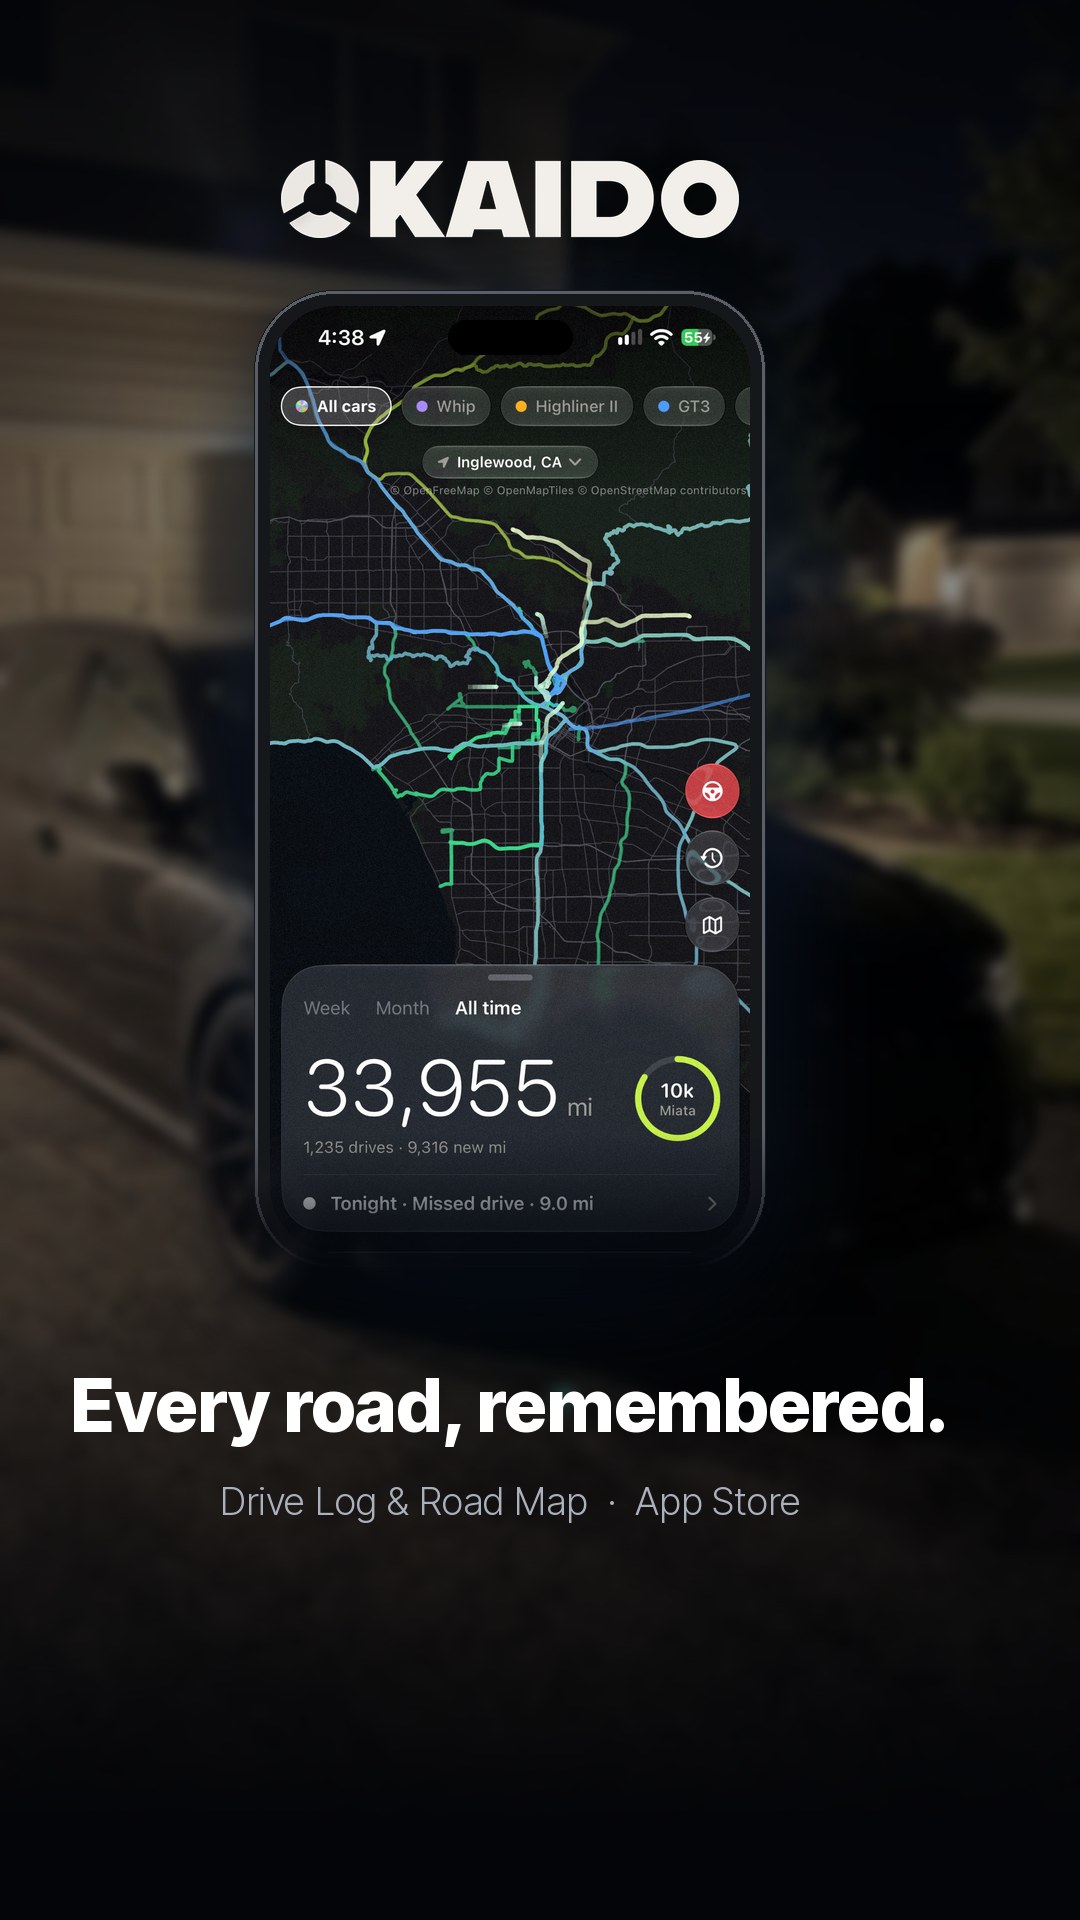 KAIDO
4:38
55
All cars
Whip
Highliner II
GT3
Inglewood, CA
© OpenFreeMap © OpenMapTiles © OpenStreetMap contributors
Week Month All time
33,955 mi
10k
Miata
1,235 drives · 9,316 new mi
Tonight · Missed drive · 9.0 mi
Every road, remembered.
Drive Log & Road Map · App Store